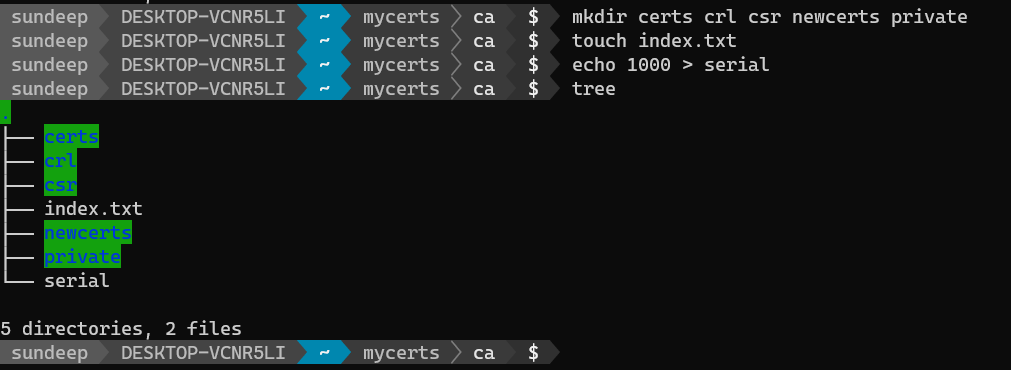 sundeep DESKTOP-VCNR5LI ~ mycerts ca $ mkdir certs crl csr newcerts private
sundeep DESKTOP-VCNR5LI ~ mycerts ca $ touch index.txt
sundeep DESKTOP-VCNR5LI ~ mycerts ca $ echo 1000 > serial
sundeep DESKTOP-VCNR5LI ~ mycerts ca $ tree
.
├── certs
├── crl
├── csr
├── index.txt
├── newcerts
├── private
└── serial
5 directories, 2 files
sundeep DESKTOP-VCNR5LI ~ mycerts ca $